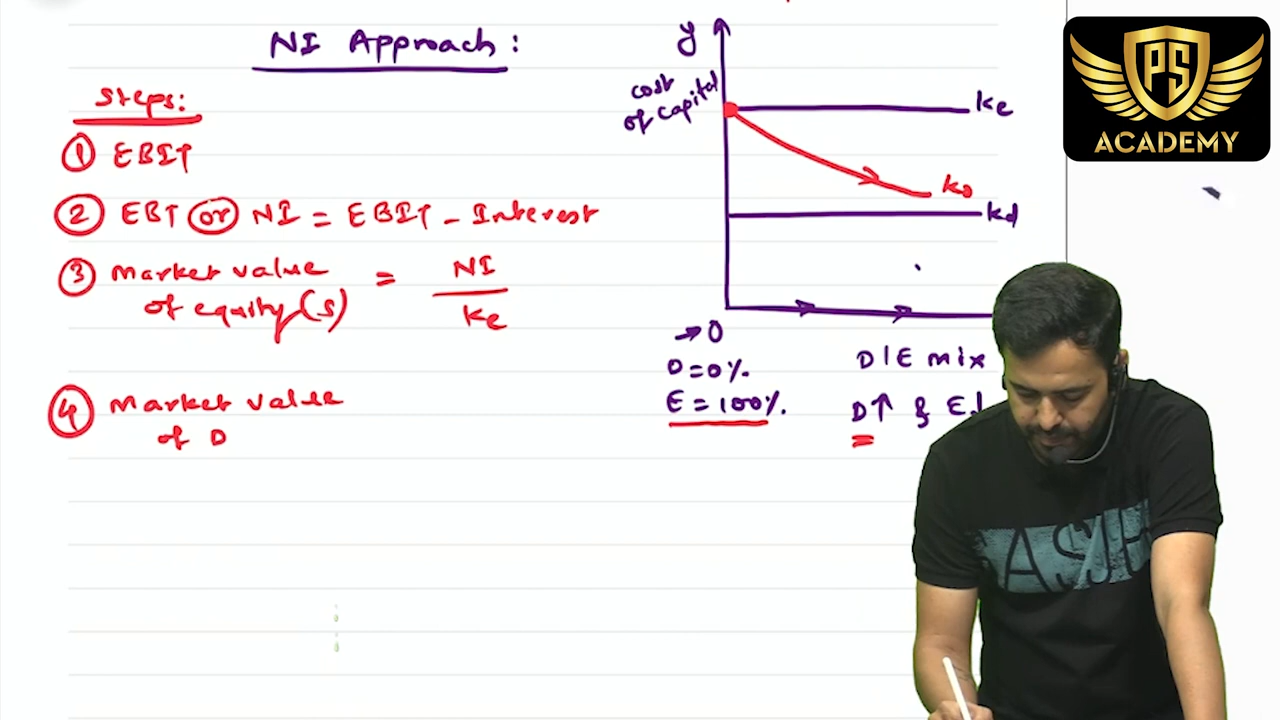 NI Approach:
Steps:
① EBIT
② EBT or NI = EBIT - Interest
③ Market value of equity (S) = NI / ke
④ Market value
of D
y
cost
of capital
ke
ko
kd
→ 0
D = 0%.
E = 100%.
D/E mix
D↑ & E
PS
ACADEMY